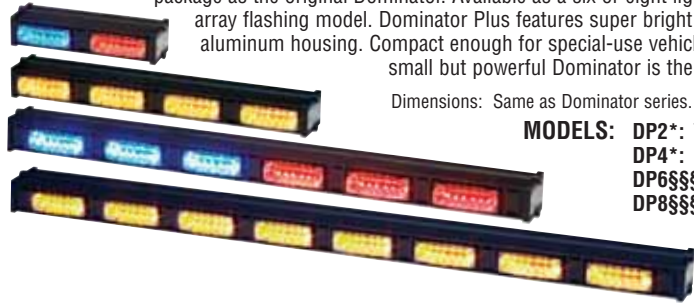 package as the original Dominator. Available as a six or eight lig
array flashing model. Dominator Plus features super bright
aluminum housing. Compact enough for special-use vehicl
small but powerful Dominator is the
Dimensions: Same as Dominator series.
MODELS: DP2*:
DP4*:
DP6§§§
DP8§§§